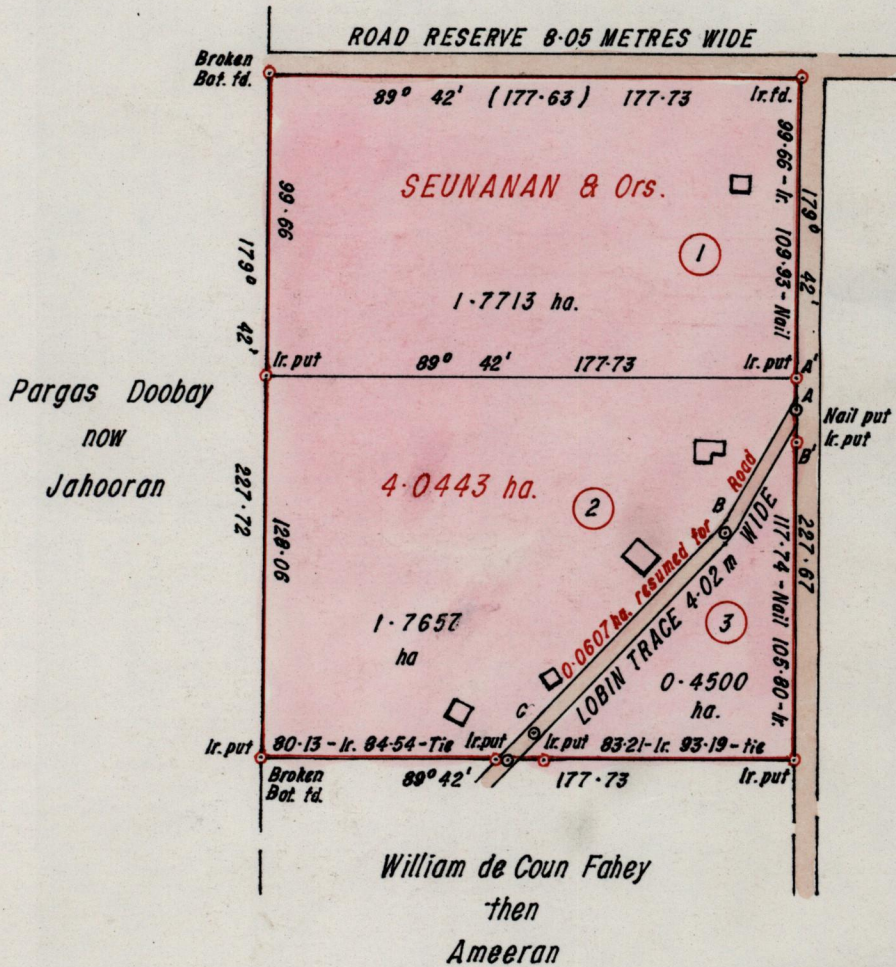 ROAD RESERVE 8·05 METRES WIDE
Broken
Bot. fd.
89° 42' (177·63) 177·73
Ir. fd.
SEUNANAN & Ors.
1
99·66
179° 42'
99·66 - Ir. 109·93 - Nail
179° 42'
1·7713 ha.
Ir. put
89° 42' 177·73
Ir. put
A'
A
Nail put
Ir. put
B'
Pargas Doobay
now
Jahooran
227·72
128·06
4·0443 ha.
2
B
0·0607 ha. resumed for Road
LOBIN TRACE 4·02 m WIDE
227·67
117·74 - Nail 105·80 - Ir.
3
1·7657
ha
0·4500
ha.
C
Ir. put
80·13 - Ir. 84·54 - Tie
Ir. put
Ir. put
83·21 - Ir. 93·19 - tie
Broken
Bot. fd.
89° 42'
177·73
Ir. put
William de Coun Fahey
then
Ameeran